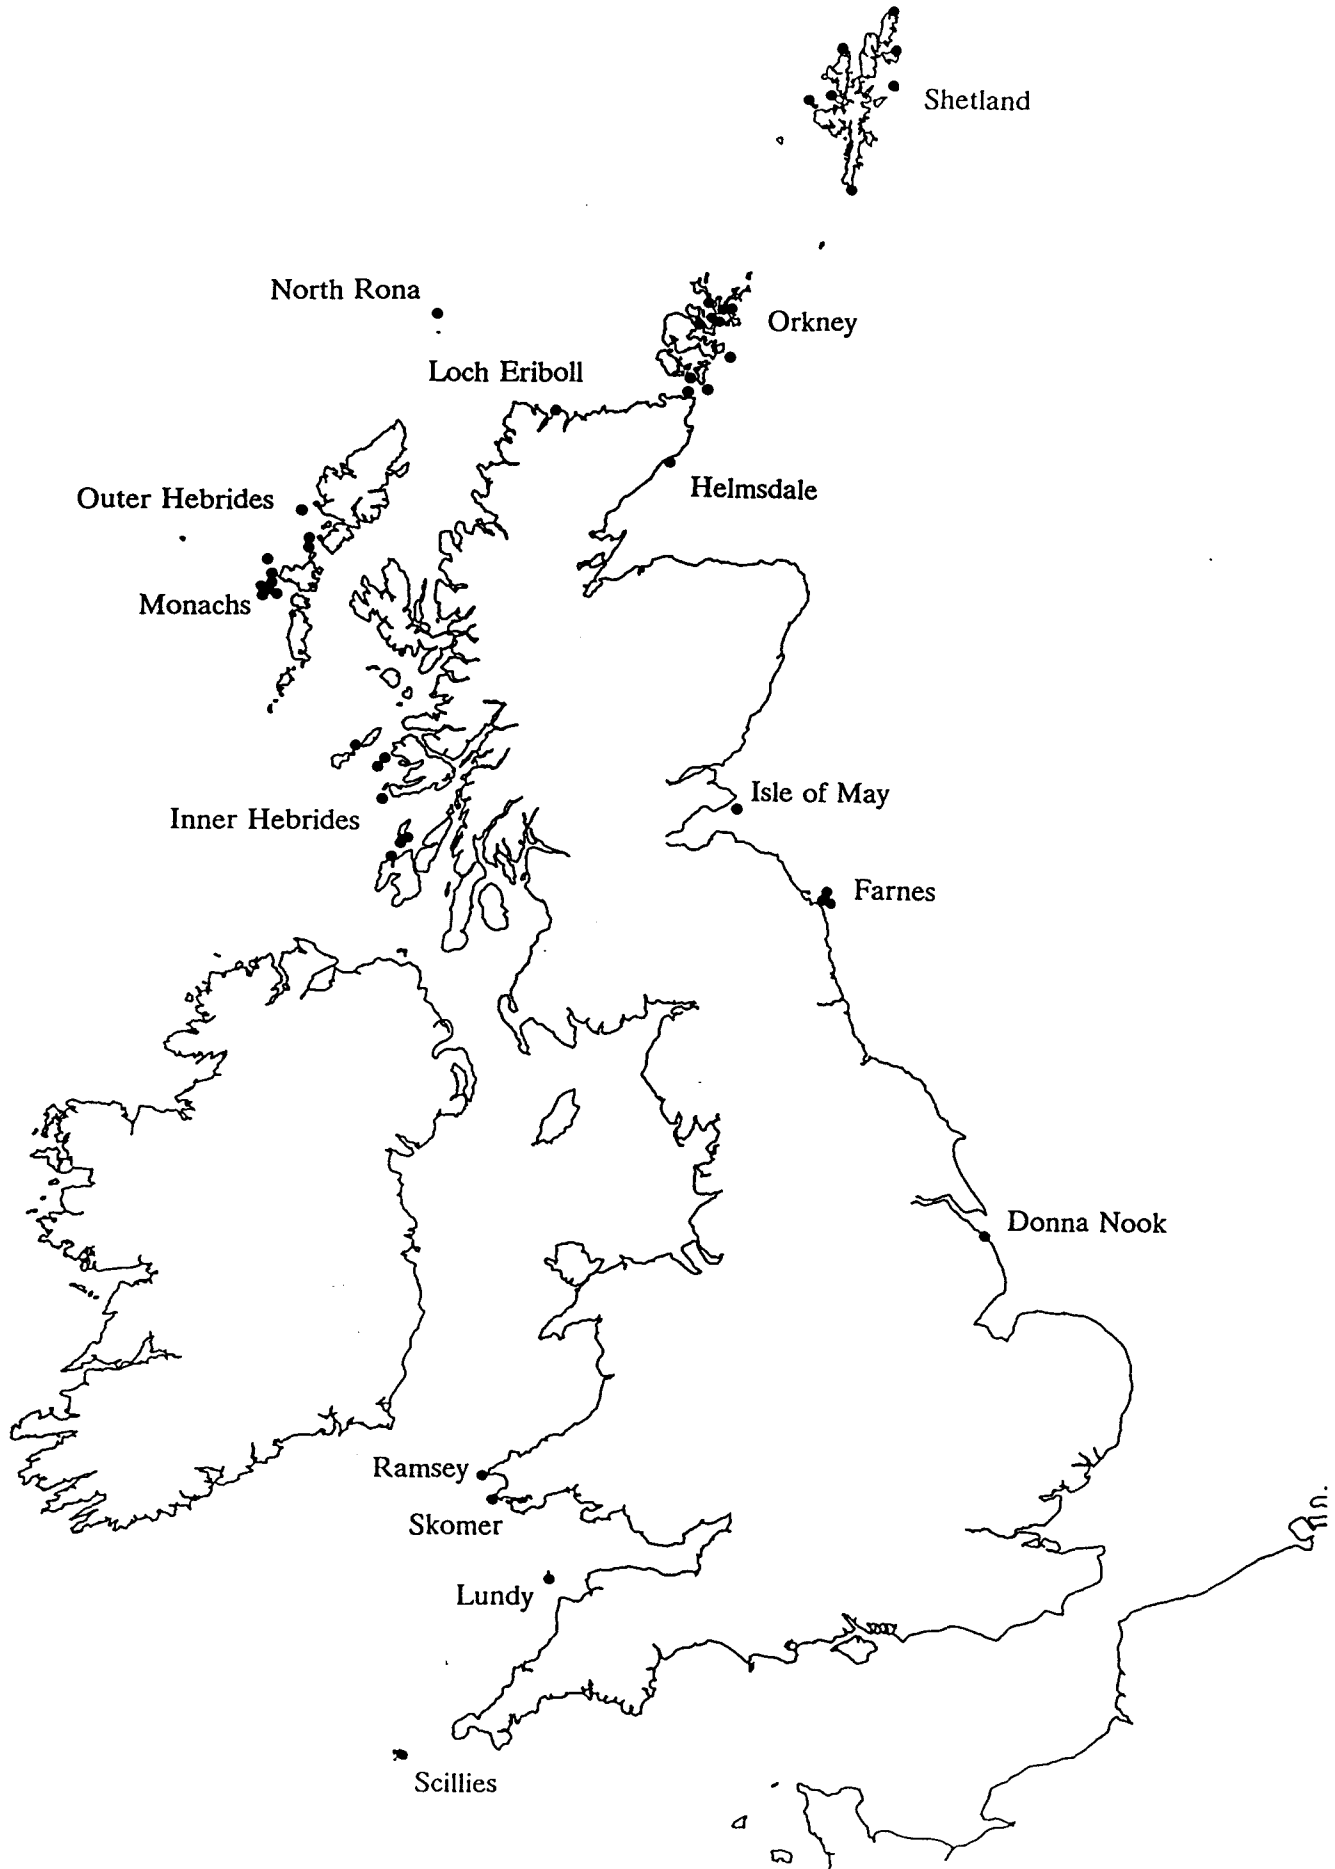 Shetland
North Rona
Orkney
Loch Eriboll
Helmsdale
Outer Hebrides
Monachs
Isle of May
Inner Hebrides
Farnes
Donna Nook
Ramsey
Skomer
Lundy
Scillies